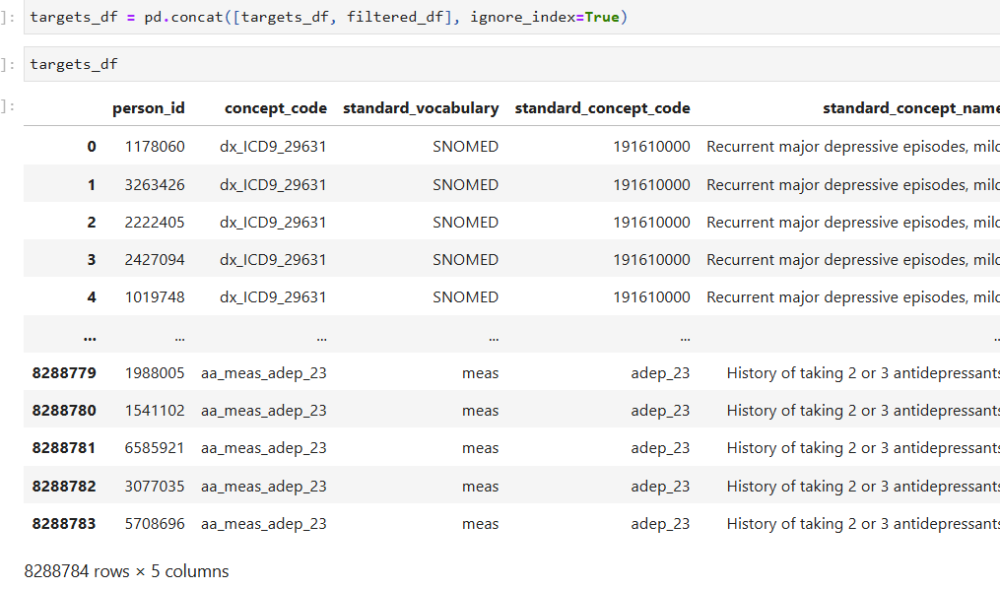 ]: targets_df = pd.concat([targets_df, filtered_df], ignore_index=True)
]: targets_df
]:
person_id concept_code standard_vocabulary standard_concept_code standard_concept_name
0 1178060 dx_ICD9_29631 SNOMED 191610000 Recurrent major depressive episodes, mild
1 3263426 dx_ICD9_29631 SNOMED 191610000 Recurrent major depressive episodes, mild
2 2222405 dx_ICD9_29631 SNOMED 191610000 Recurrent major depressive episodes, mild
3 2427094 dx_ICD9_29631 SNOMED 191610000 Recurrent major depressive episodes, mild
4 1019748 dx_ICD9_29631 SNOMED 191610000 Recurrent major depressive episodes, mild
... ... ... ... ... ...
8288779 1988005 aa_meas_adep_23 meas adep_23 History of taking 2 or 3 antidepressants
8288780 1541102 aa_meas_adep_23 meas adep_23 History of taking 2 or 3 antidepressants
8288781 6585921 aa_meas_adep_23 meas adep_23 History of taking 2 or 3 antidepressants
8288782 3077035 aa_meas_adep_23 meas adep_23 History of taking 2 or 3 antidepressants
8288783 5708696 aa_meas_adep_23 meas adep_23 History of taking 2 or 3 antidepressants
8288784 rows × 5 columns